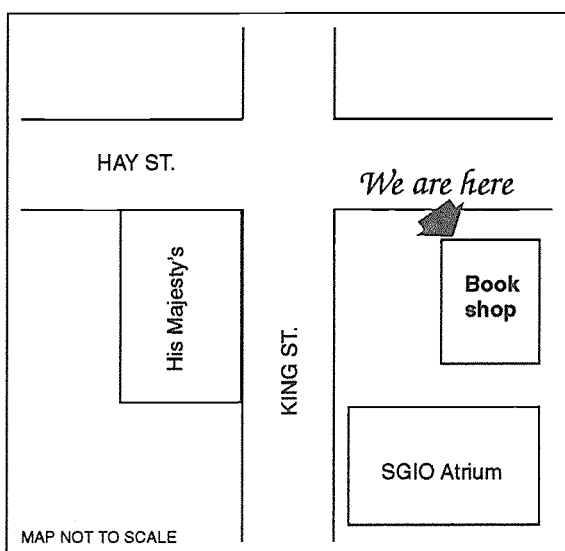 HAY ST.
We are here
His Majesty's
KING ST.
Book
shop
SGIO Atrium
MAP NOT TO SCALE